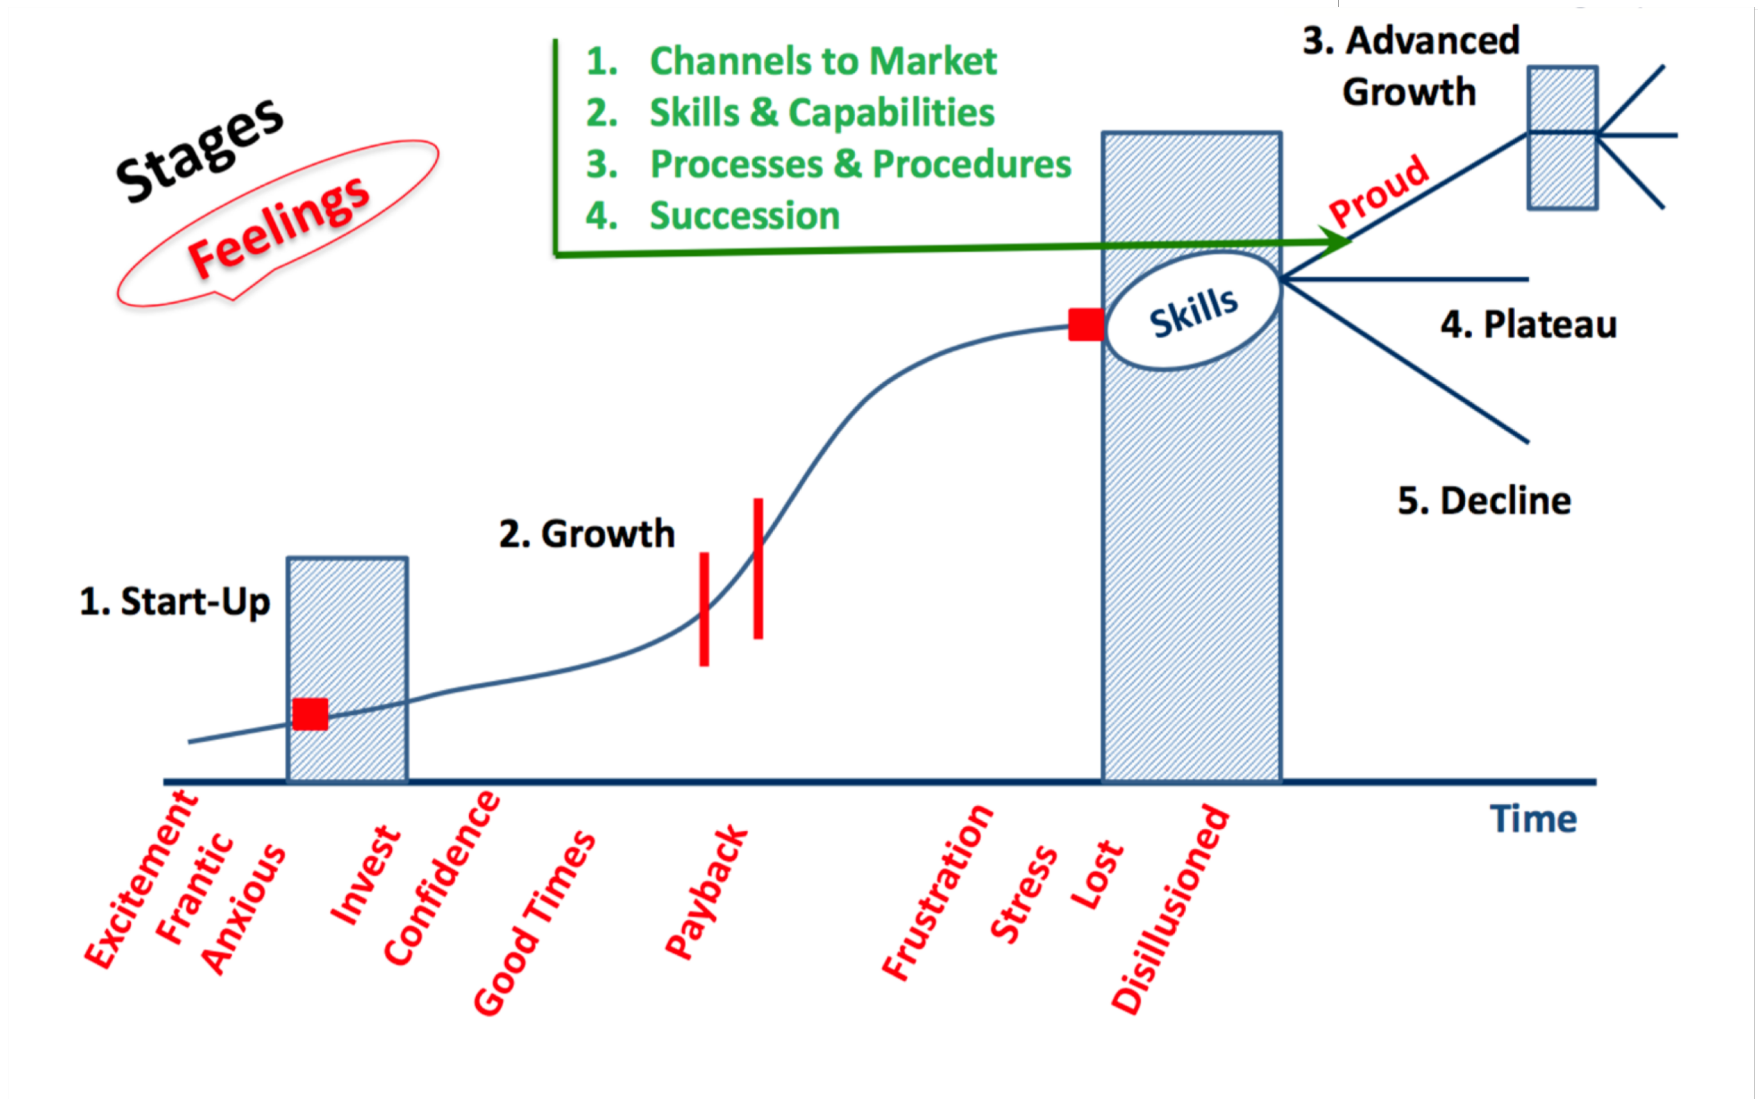 Stages
Feelings
1. Channels to Market
2. Skills & Capabilities
3. Processes & Procedures
4. Succession
3. Advanced
Growth
Proud
Skills
4. Plateau
5. Decline
2. Growth
1. Start-Up
Time
Excitement
Frantic
Anxious
Invest
Confidence
Good Times
Payback
Frustration
Stress
Lost
Disillusioned